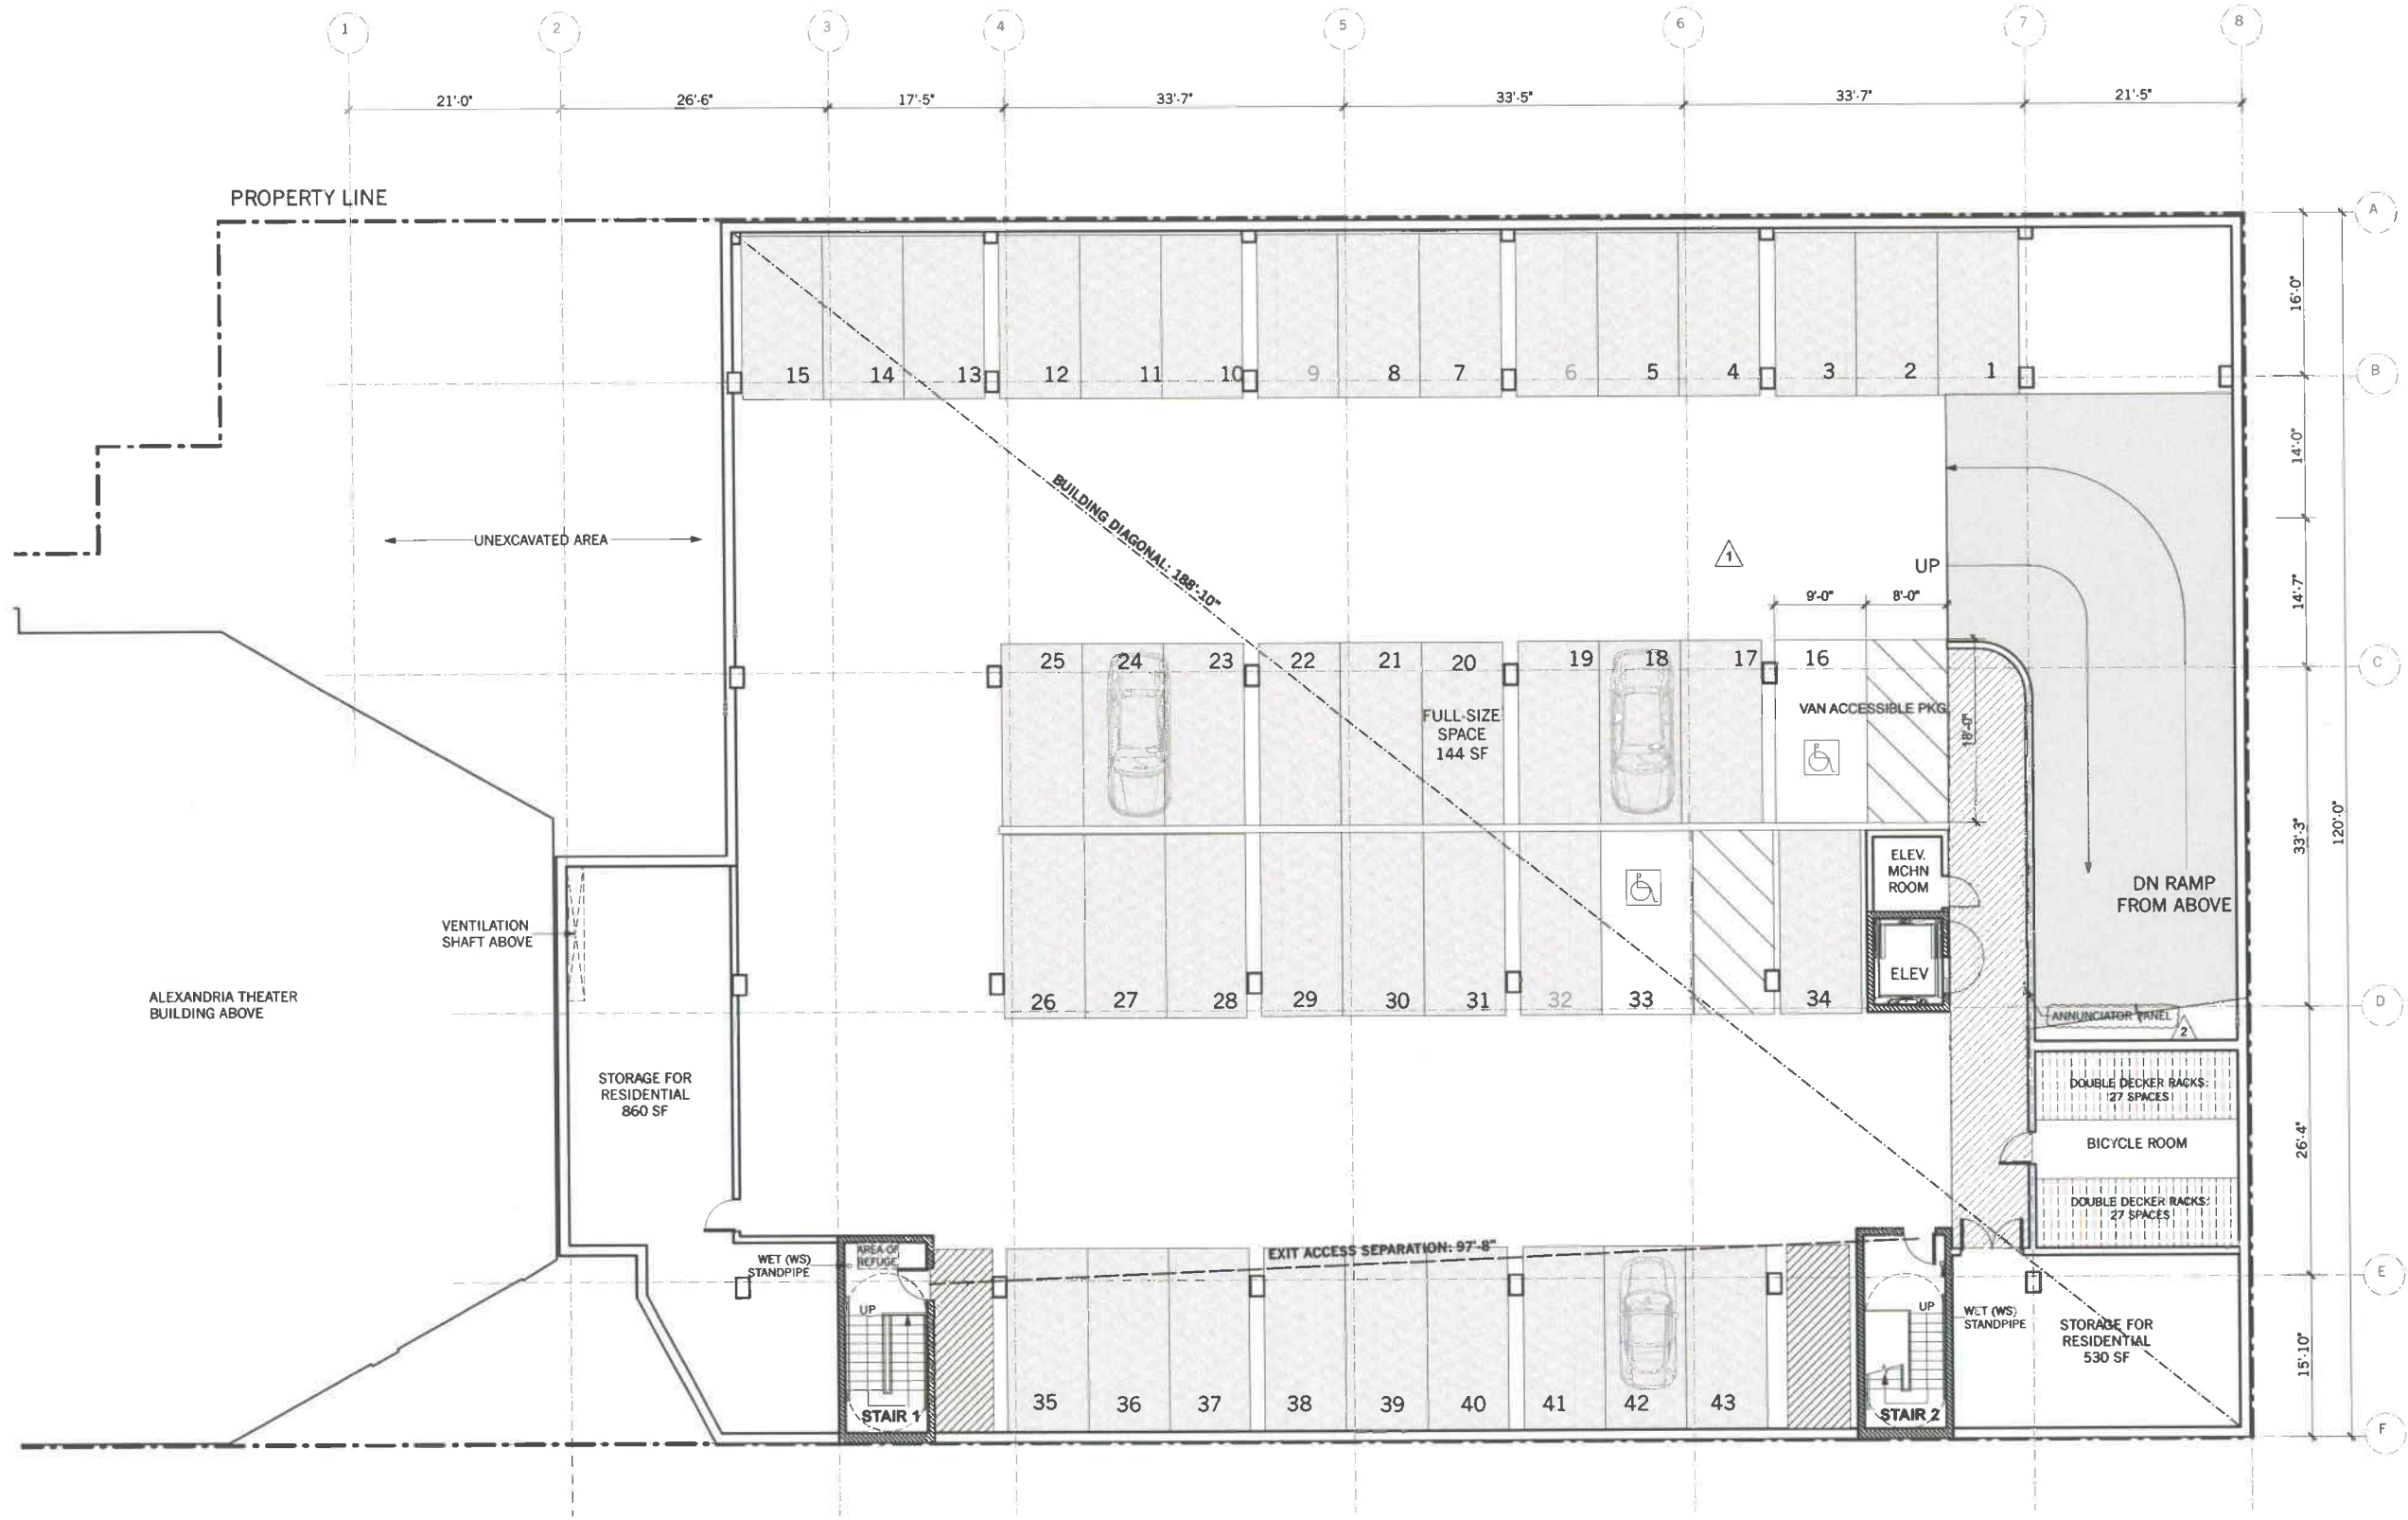 1 2 3 4 5 6 7 8
21'-0" 26'-6" 17'-5" 33'-7" 33'-5" 33'-7" 21'-5"
PROPERTY LINE
A
16'-0"
15 14 13 12 11 10 9 8 7 6 5 4 3 2 1
B
14'-0"
BUILDING DIAGONAL: 188'-10"
UNEXCAVATED AREA
1
UP
9'-0" 8'-0"
14'-7"
25 24 23 22 21 20 19 18 17 16
C
VAN ACCESSIBLE PKG
FULL-SIZE
SPACE
144 SF
18'-0"
33'-3"
120'-0"
ELEV.
MCHN
ROOM
DN RAMP
FROM ABOVE
VENTILATION
SHAFT ABOVE
ELEV
ALEXANDRIA THEATER
BUILDING ABOVE
26 27 28 29 30 31 32 33 34
D
ANNUNCIATOR PANEL
2
STORAGE FOR
RESIDENTIAL
860 SF
DOUBLE DECKER RACKS:
27 SPACES
BICYCLE ROOM
26'-4"
DOUBLE DECKER RACKS:
27 SPACES
AREA OF
REFUGE
EXIT ACCESS SEPARATION: 97'-8"
WET (WS)
STANDPIPE
E
UP
UP
WET (WS)
STANDPIPE
STORAGE FOR
RESIDENTIAL
530 SF
15'-10"
35 36 37 38 39 40 41 42 43
STAIR 1
STAIR 2
F